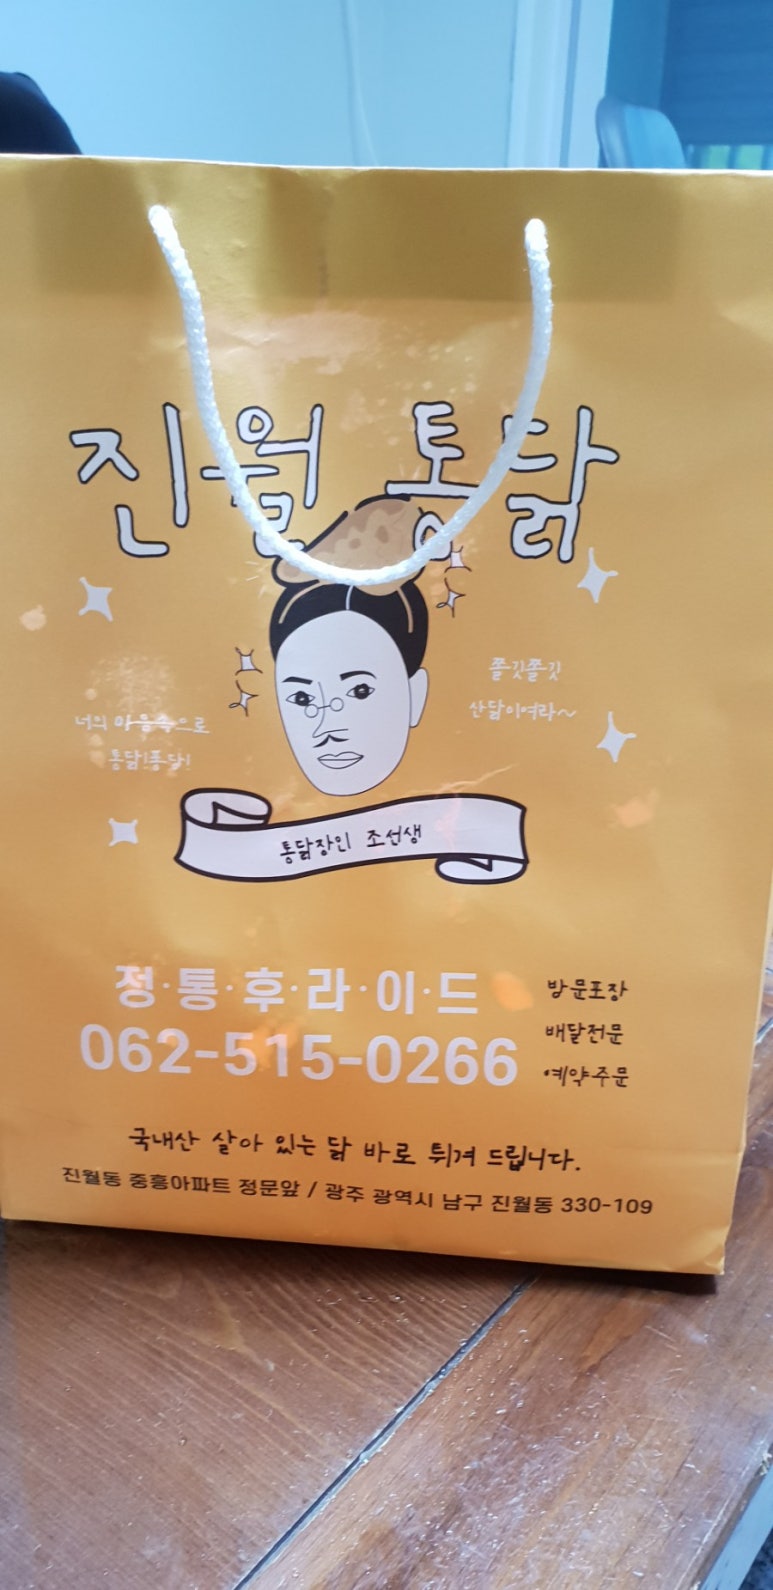 진월 통닭
쫄깃쫄깃
산닭이여라~
너의 마음속으로
통닭!퐁당!
통닭장인 조선생
정·통·후·라·이·드
062-515-0266
방문포장
배달전문
예약주문
국내산 살아 있는 닭 바로 튀겨 드립니다.
진월동 중흥아파트 정문앞 / 광주 광역시 남구 진월동 330-109